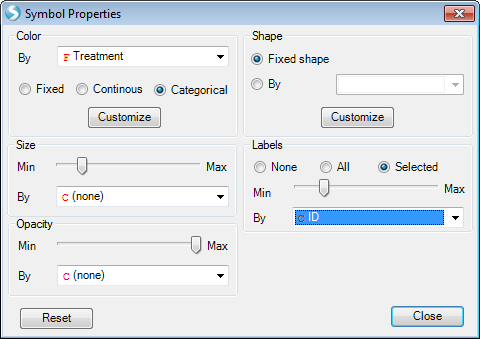 Symbol Properties
Color
By F Treatment
Fixed Continous Categorical
Customize
Shape
Fixed shape
By
Customize
Size
Min Max
By C (none)
Labels
None All Selected
Min Max
By C ID
Opacity
Min Max
By C (none)
Reset
Close